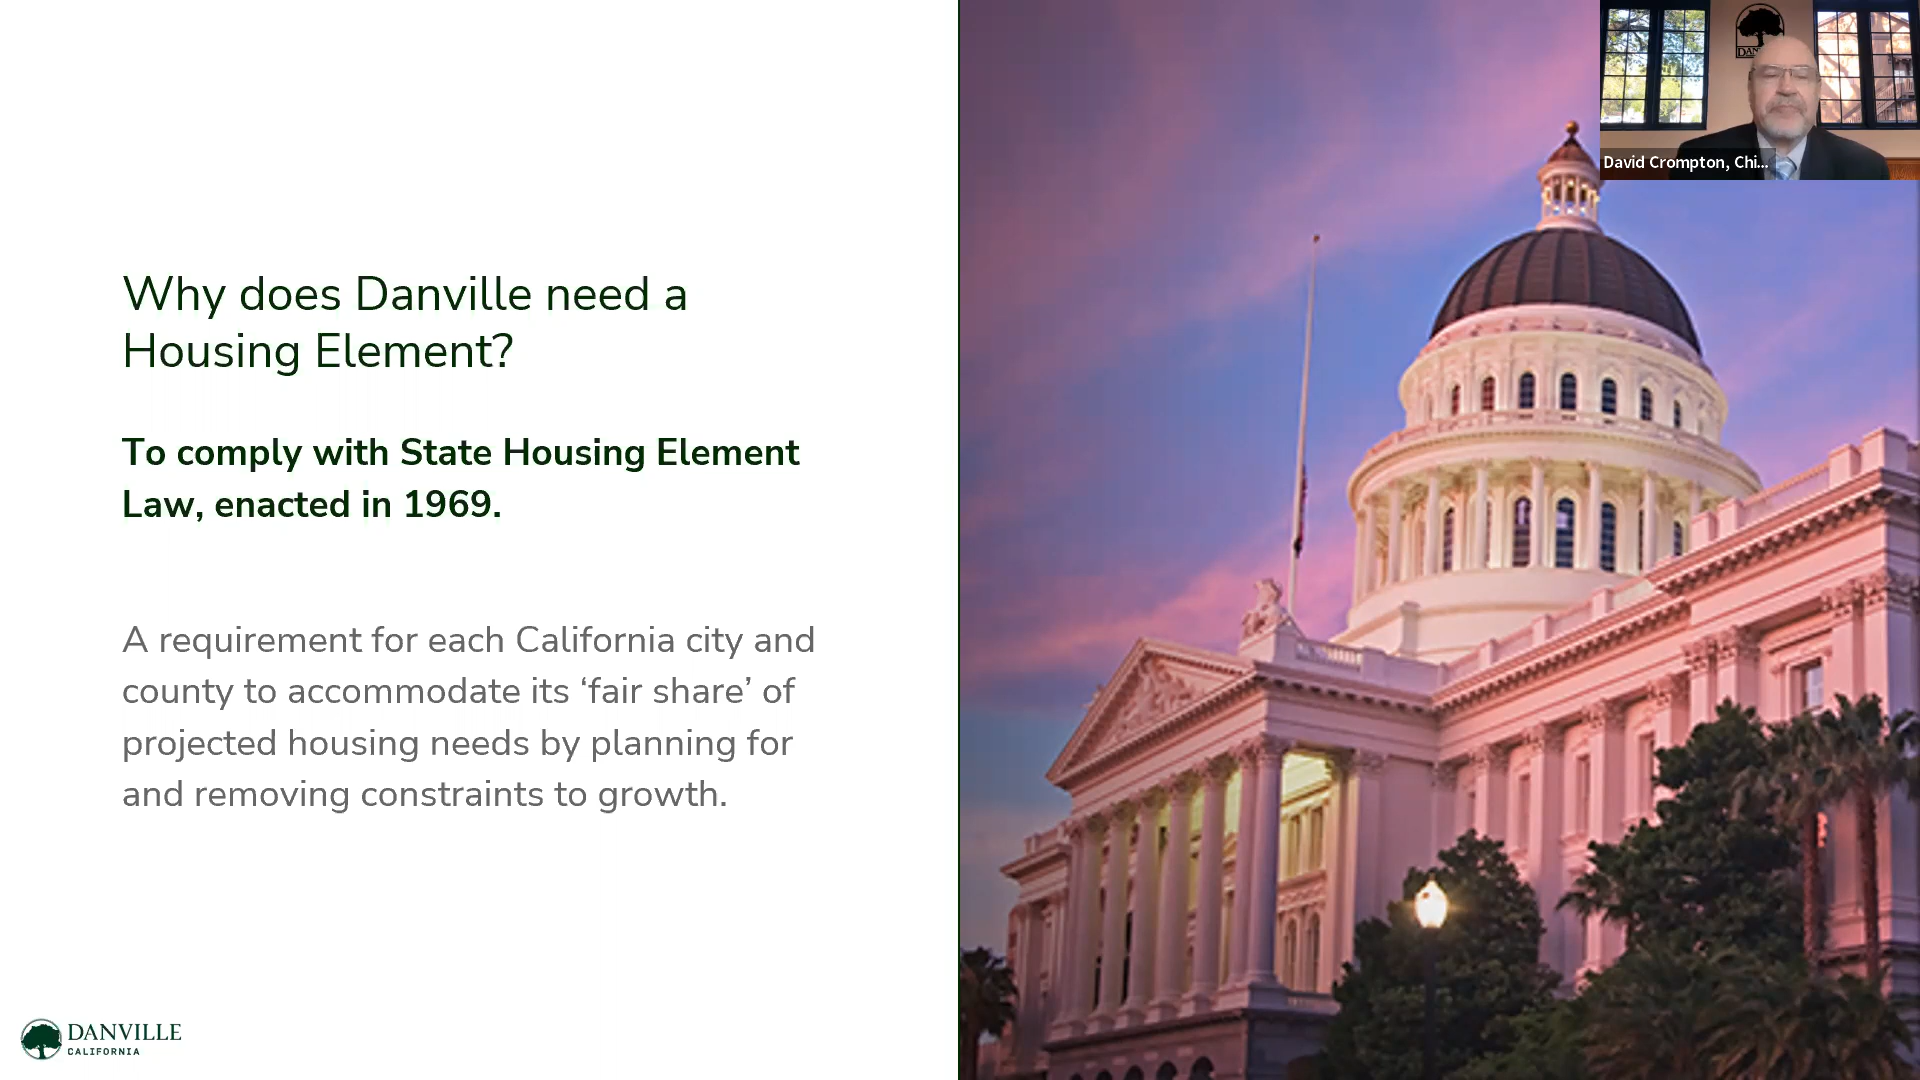 Why does Danville need a
Housing Element?
To comply with State Housing Element
Law, enacted in 1969.
A requirement for each California city and
county to accommodate its ‘fair share’ of
projected housing needs by planning for
and removing constraints to growth.
DANVILLE
CALIFORNIA
David Crompton, Chi...